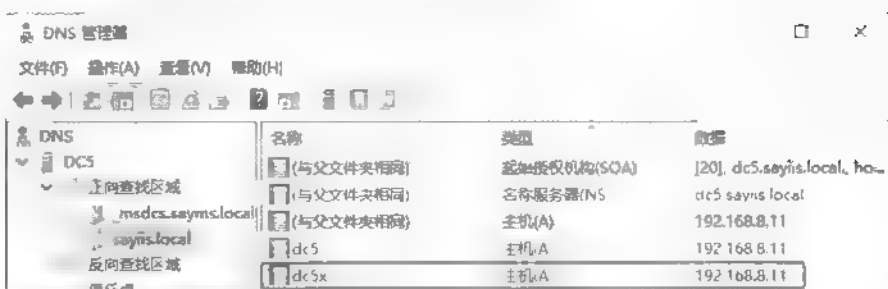 DNS 管理器
文件(F) 操作(A) 查看(V) 帮助(H)
DNS 名称 类型 数据
DC5 (与父文件夹相同) 起始授权机构(SOA) [20], dc5.sayms.local., ho...
正向查找区域 (与父文件夹相同) 名称服务器(NS dc5.sayms.local
_msdcs.sayms.local (与父文件夹相同) 主机(A) 192.168.8.11
sayms.local dc5 主机(A 192.168.8.11
反向查找区域 dc5x 主机(A 192.168.8.11